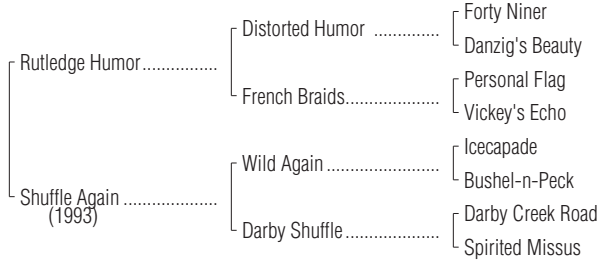 Forty Niner
Distorted Humor ..............
Danzig's Beauty
Rutledge Humor................
Personal Flag
French Braids....................
Vickey's Echo
Icecapade
Wild Again .......................
Bushel-n-Peck
Shuffle Again ....................
(1993)
Darby Creek Road
Darby Shuffle....................
Spirited Missus